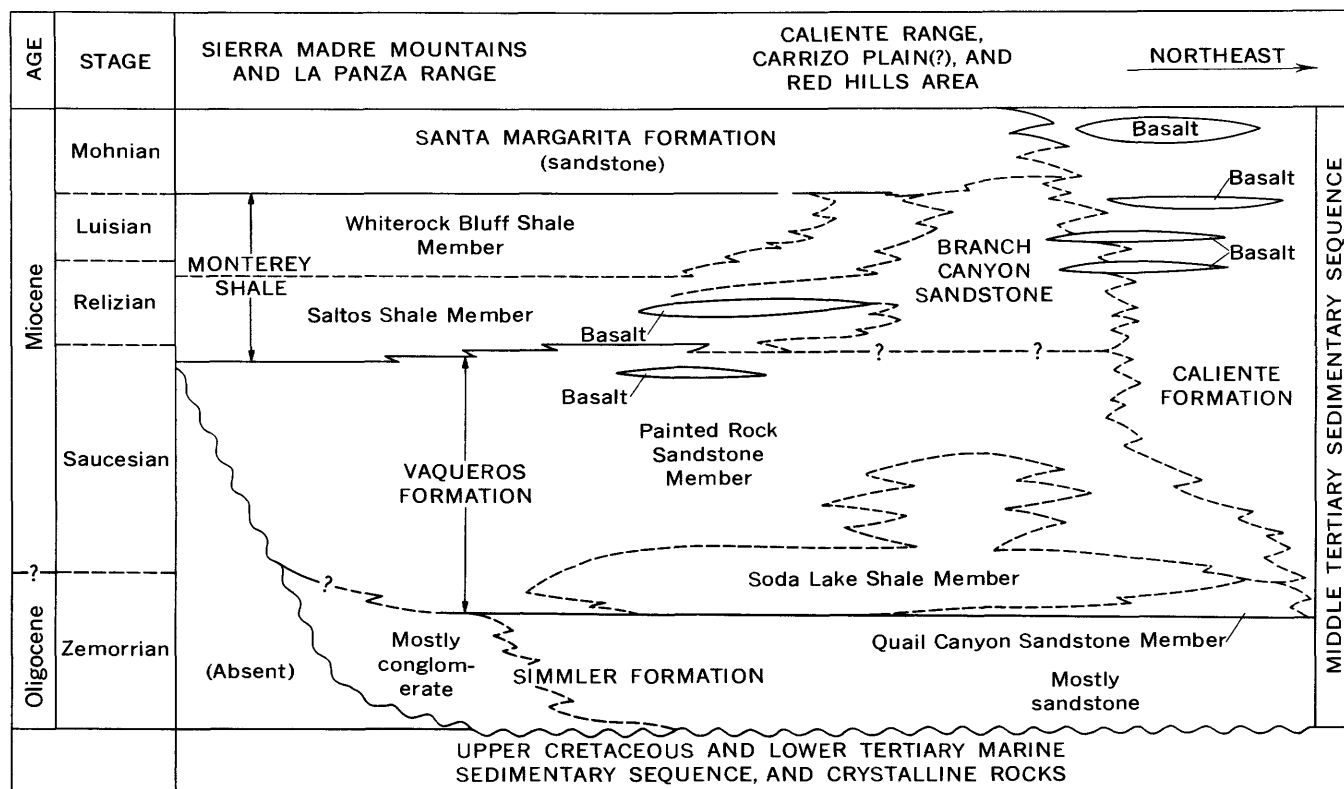 AGE
STAGE
SIERRA MADRE MOUNTAINS
AND LA PANZA RANGE
CALIENTE RANGE,
CARRIZO PLAIN(?), AND
RED HILLS AREA
NORTHEAST
Miocene
?
Oligocene
Mohnian
Luisian
Relizian
Saucesian
Zemorrian
SANTA MARGARITA FORMATION
(sandstone)
Basalt
Basalt
Whiterock Bluff Shale
Member
MONTEREY
SHALE
BRANCH
CANYON
SANDSTONE
Basalt
Saltos Shale Member
Basalt
?
?
Basalt
CALIENTE
FORMATION
Painted Rock
Sandstone
Member
VAQUEROS
FORMATION
?
Soda Lake Shale Member
Quail Canyon Sandstone Member
(Absent)
Mostly
conglom-
erate
SIMMLER FORMATION
Mostly
sandstone
MIDDLE TERTIARY SEDIMENTARY SEQUENCE
UPPER CRETACEOUS AND LOWER TERTIARY MARINE
SEDIMENTARY SEQUENCE, AND CRYSTALLINE ROCKS